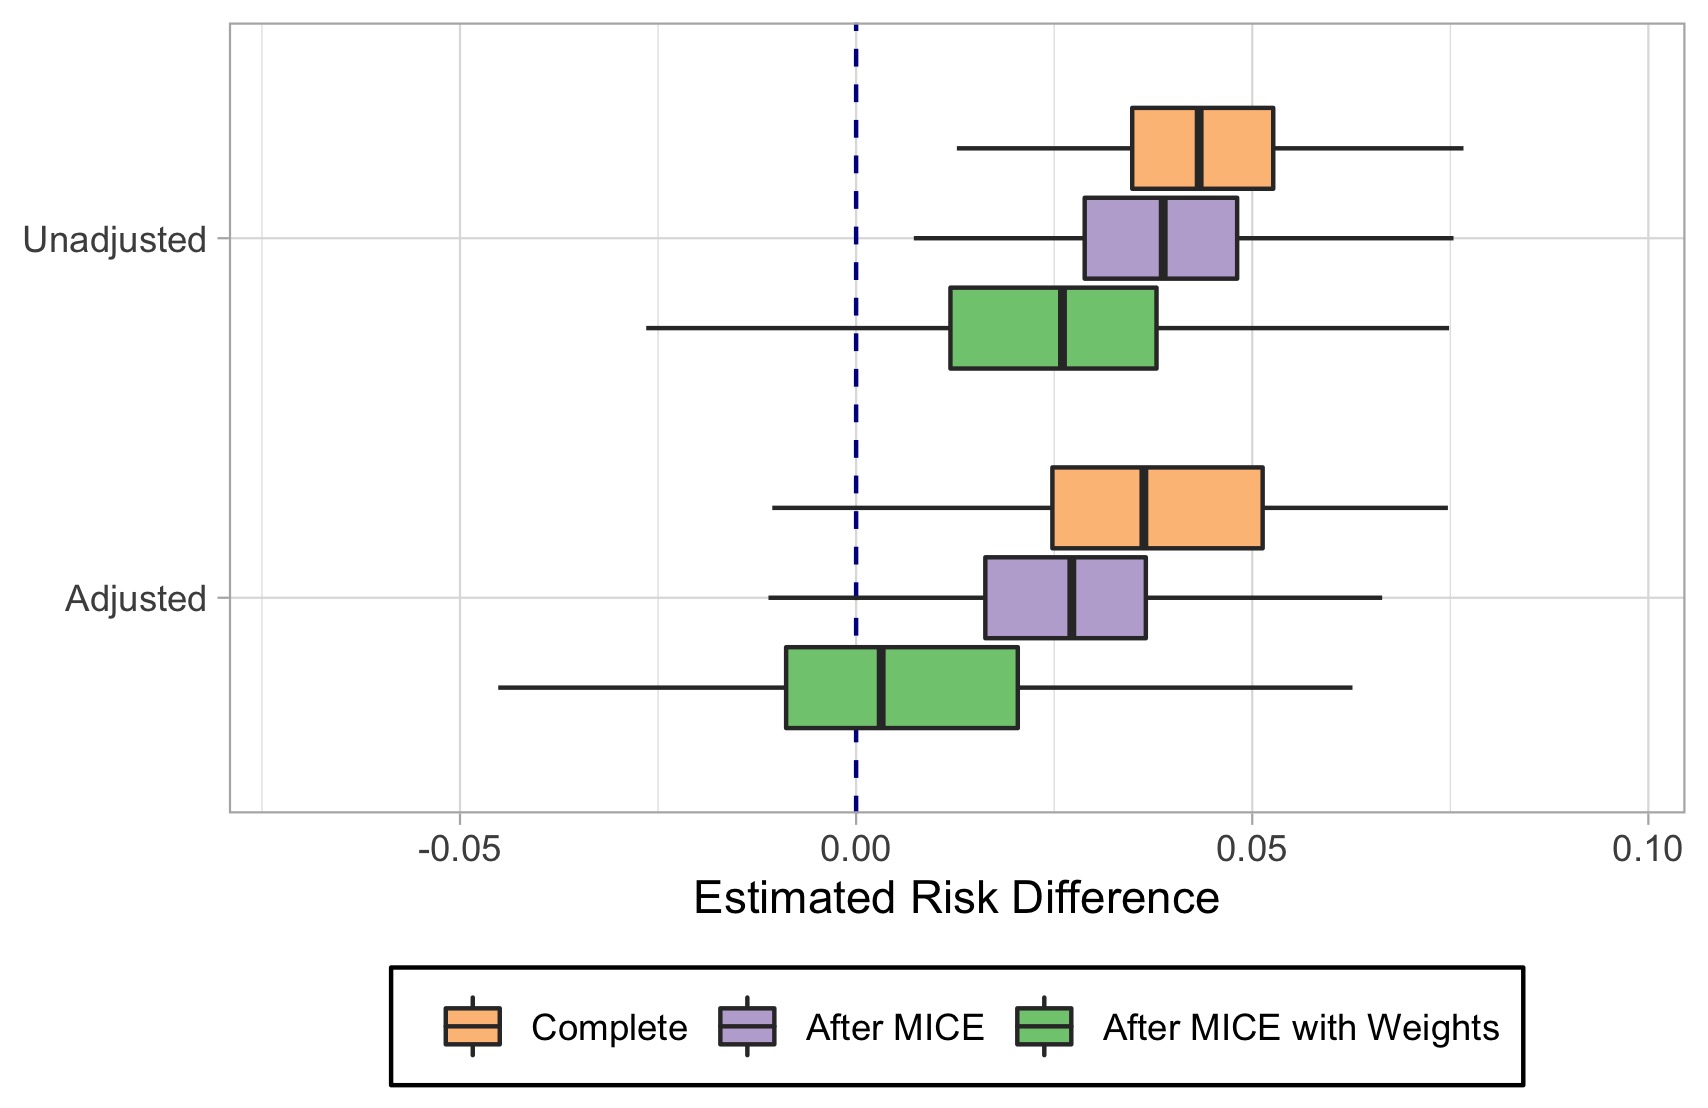 Unadjusted
Adjusted
-0.05 0.00 0.05 0.10
Estimated Risk Difference
Complete After MICE After MICE with Weights